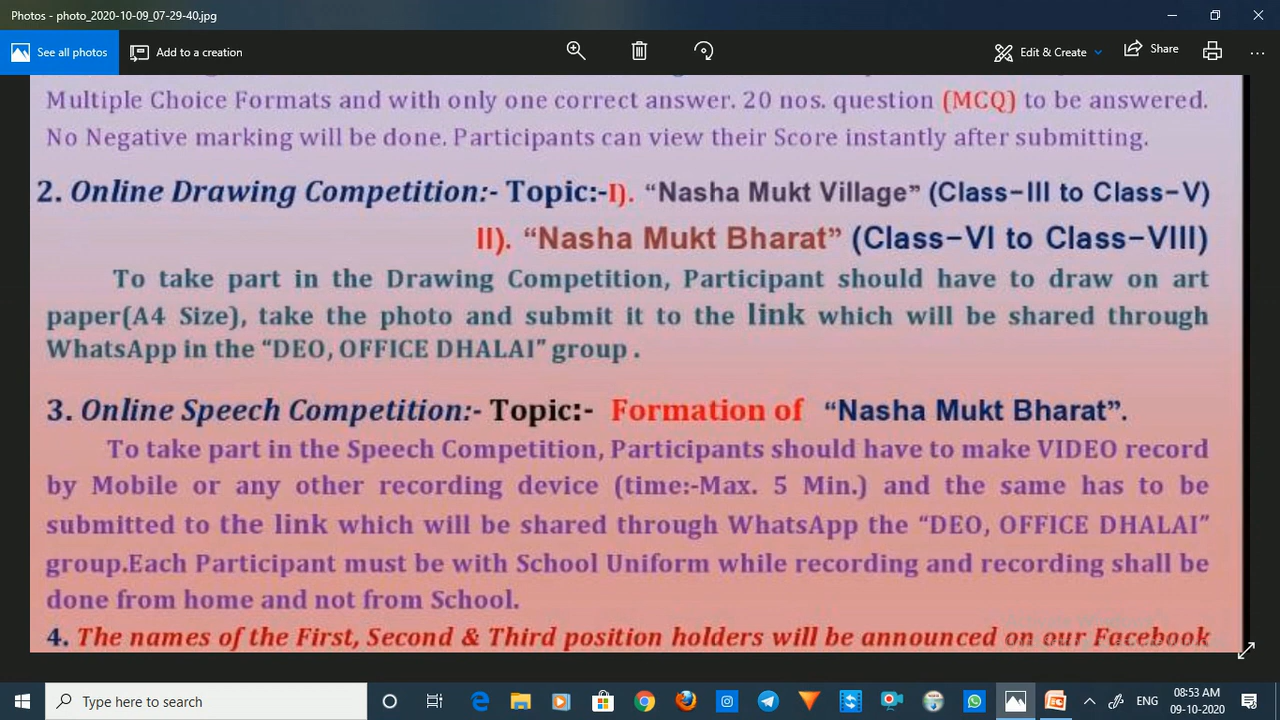 Photos - photo_2020-10-09_07-29-40.jpg
See all photos
Add to a creation
Edit & Create
Share
Multiple Choice Formats and with only one correct answer. 20 nos. question (MCQ) to be answered.
No Negative marking will be done. Participants can view their Score instantly after submitting.
2. Online Drawing Competition:- Topic:-I). “Nasha Mukt Village” (Class-III to Class-V)
II). “Nasha Mukt Bharat” (Class-VI to Class-VIII)
To take part in the Drawing Competition, Participant should have to draw on art
paper(A4 Size), take the photo and submit it to the link which will be shared through
WhatsApp in the “DEO, OFFICE DHALAI” group .
3. Online Speech Competition:- Topic:- Formation of “Nasha Mukt Bharat”.
To take part in the Speech Competition, Participants should have to make VIDEO record
by Mobile or any other recording device (time:-Max. 5 Min.) and the same has to be
submitted to the link which will be shared through WhatsApp the “DEO, OFFICE DHALAI”
group.Each Participant must be with School Uniform while recording and recording shall be
done from home and not from School.
4. The names of the First, Second & Third position holders will be announced on our Facebook
Type here to search
ENG
08:53 AM
09-10-2020